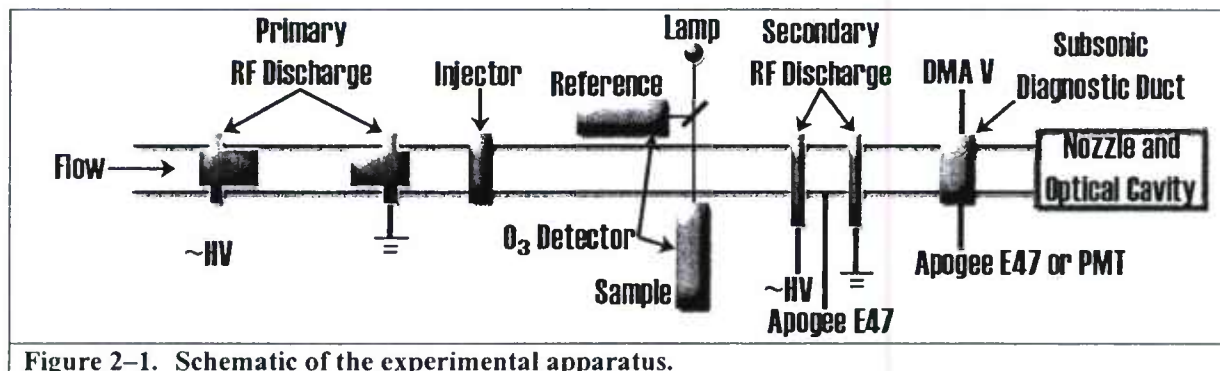 Primary
RF Discharge
Injector
Reference
Lamp
Secondary
RF Discharge
DMA V
Subsonic
Diagnostic Duct
Flow
Nozzle and
Optical Cavity
~HV
O₃ Detector
Sample
~HV
Apogee E47
Apogee E47 or PMT
Figure 2–1. Schematic of the experimental apparatus.